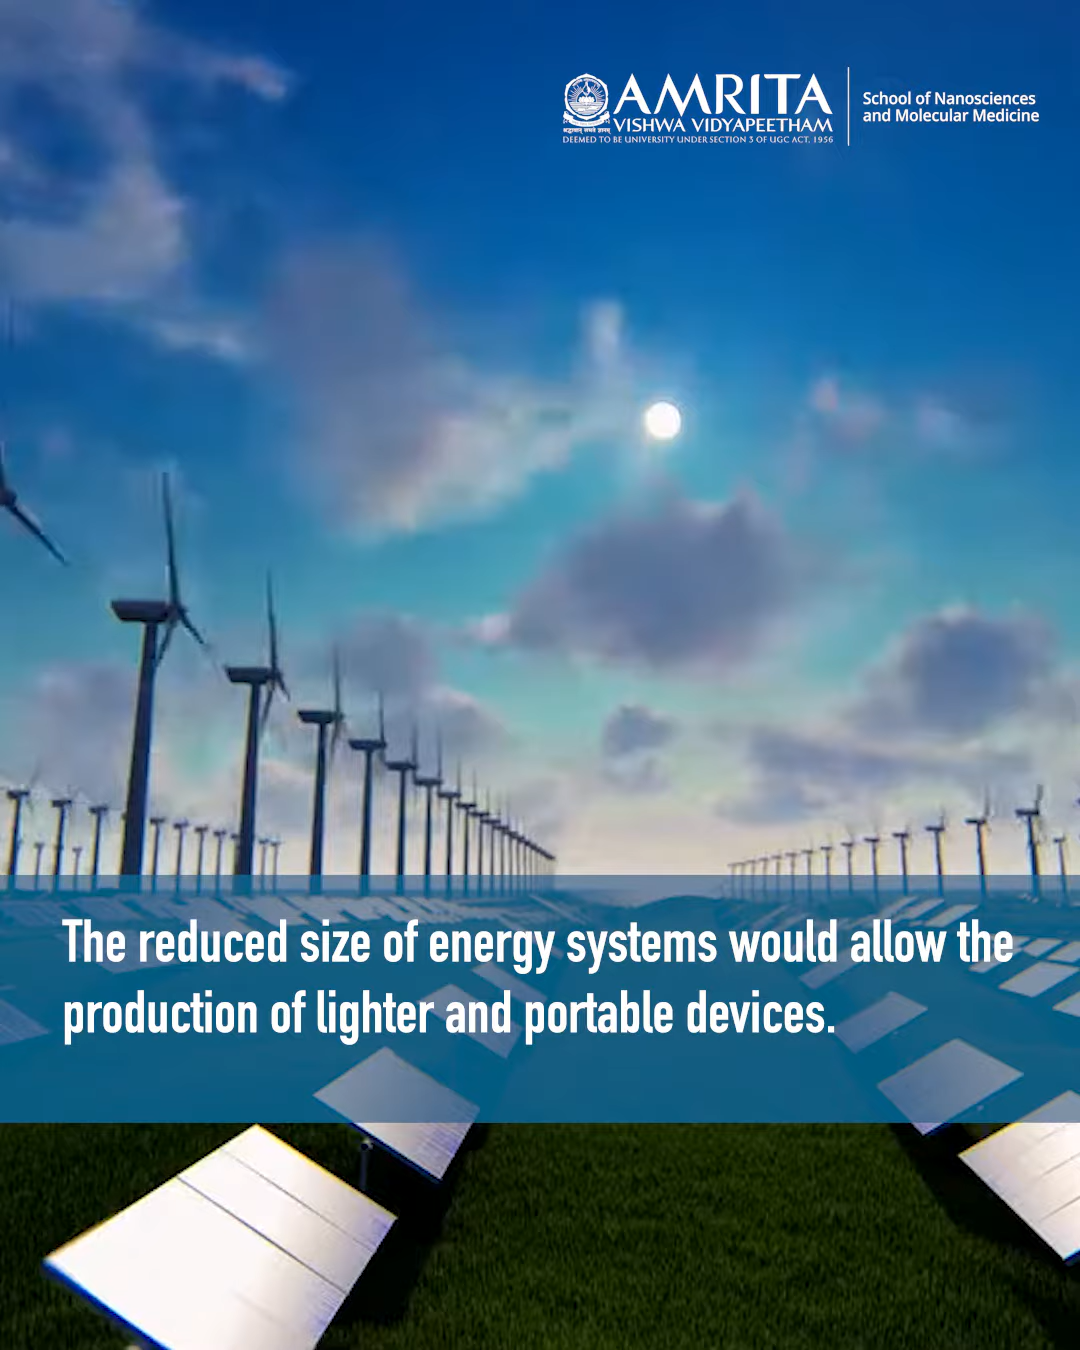 AMRITA
VISHWA VIDYAPEETHAM
DEEMED TO BE UNIVERSITY UNDER SECTION 3 OF UGC ACT, 1956
School of Nanosciences
and Molecular Medicine
The reduced size of energy systems would allow the
production of lighter and portable devices.